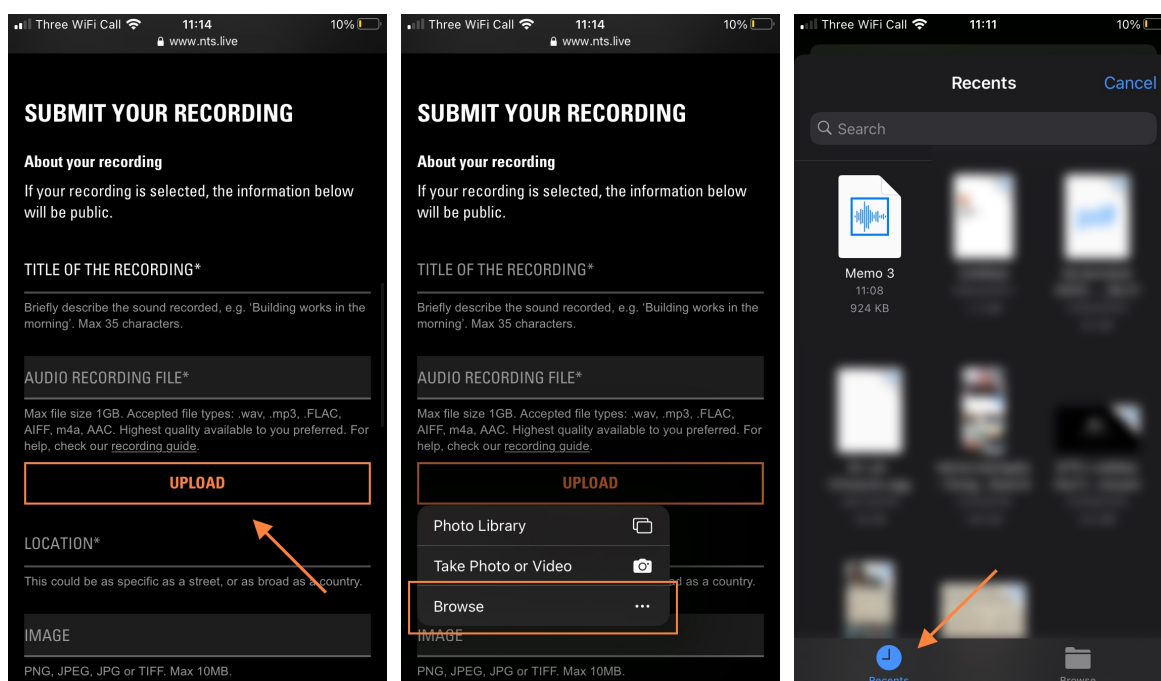 Three WiFi Call 11:14 10%
www.nts.live
SUBMIT YOUR RECORDING
About your recording
If your recording is selected, the information below
will be public.
TITLE OF THE RECORDING*
Briefly describe the sound recorded, e.g. 'Building works in the
morning'. Max 35 characters.
AUDIO RECORDING FILE*
Max file size 1GB. Accepted file types: .wav, .mp3, .FLAC,
AIFF, m4a, AAC. Highest quality available to you preferred. For
help, check our recording guide.
UPLOAD
LOCATION*
This could be as specific as a street, or as broad as a country.
IMAGE
PNG, JPEG, JPG or TIFF. Max 10MB.
Three WiFi Call 11:14 10%
www.nts.live
SUBMIT YOUR RECORDING
About your recording
If your recording is selected, the information below
will be public.
TITLE OF THE RECORDING*
Briefly describe the sound recorded, e.g. 'Building works in the
morning'. Max 35 characters.
AUDIO RECORDING FILE*
Max file size 1GB. Accepted file types: .wav, .mp3, .FLAC,
AIFF, m4a, AAC. Highest quality available to you preferred. For
help, check our recording guide.
UPLOAD
Photo Library
Take Photo or Video
ad as a country.
Browse
IMAGE
PNG, JPEG, JPG or TIFF. Max 10MB.
Three WiFi Call 11:11 10%
Recents Cancel
Search
Memo 3
11:08
924 KB
Recents Browse